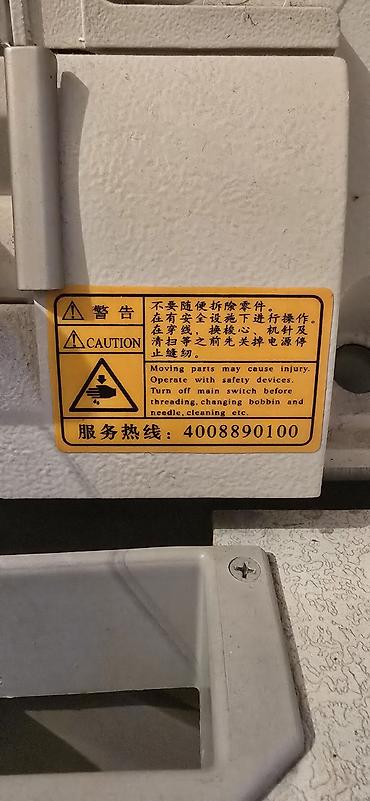 警告
CAUTION
不要随便拆除零件。
在有安全设施下进行操作。
在穿线，换梭心、机针及
清扫等之前先关掉电源停
止缝纫。
Moving parts may cause injury.
Operate with safety devices.
Turn off main switch before
threading,changing bobbin and
needle,cleaning etc.
服务热线：4008890100